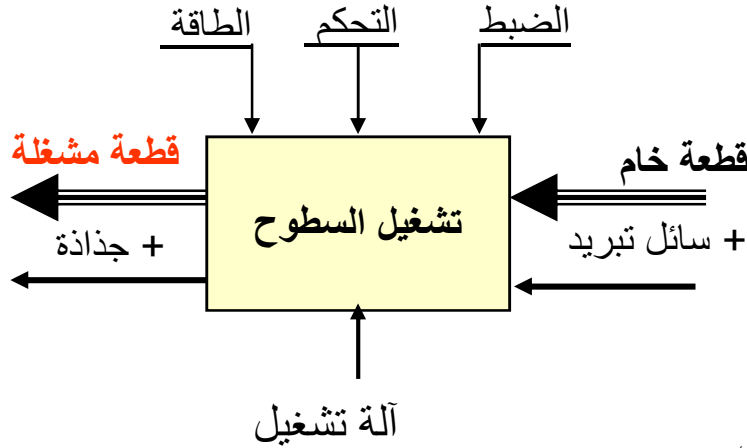 الضبط
التحكم
الطاقة
قطعة خام
+ سائل تبريد
تشغيل السطوح
قطعة مشغلة
+ جذاذة
آلة تشغيل